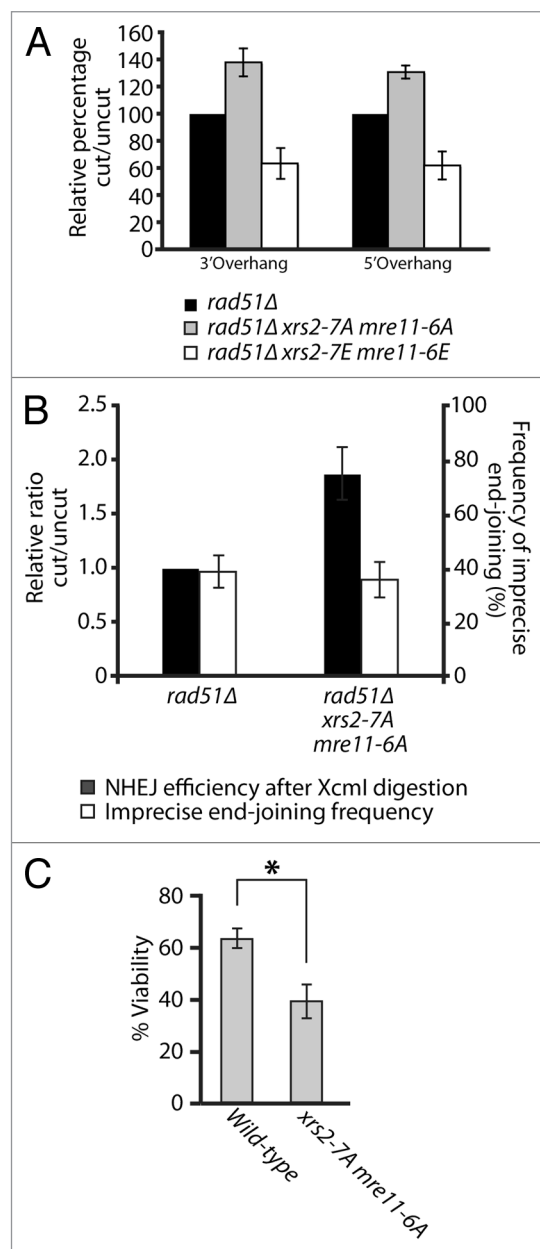 A
Relative percentage
cut/uncut
160
140
120
100
80
60
40
20
0
3'Overhang
5'Overhang
rad51Δ
rad51Δ xrs2-7A mre11-6A
rad51Δ xrs2-7E mre11-6E
B
Relative ratio
cut/uncut
2.5
2.0
1.5
1.0
0.5
0
100
80
60
40
20
0
Frequency of imprecise
end-joining (%)
rad51Δ
rad51Δ
xrs2-7A
mre11-6A
NHEJ efficiency after XcmI digestion
Imprecise end-joining frequency
C
% Viability
80
60
40
20
0
*
Wild-type
xrs2-7A mre11-6A